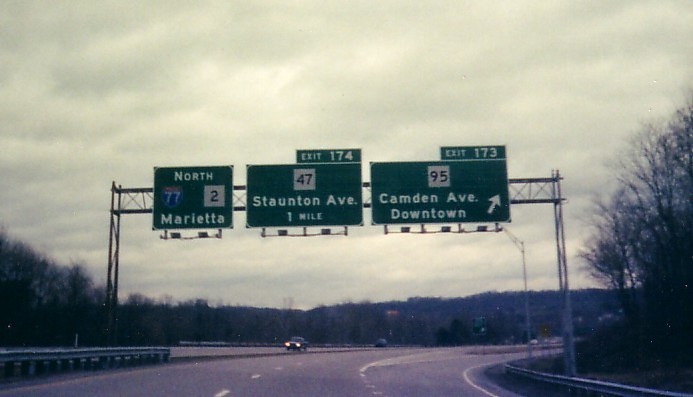 NORTH
77 2
Marietta
EXIT 174
47
Staunton Ave.
1 MILE
EXIT 173
95
Camden Ave.
Downtown